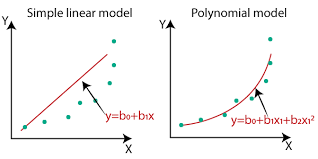 Simple linear model
Polynomial model
Y
y=b₀+b₁x
X
Y
y=b₀+b₁x₁+b₂x₁²
X